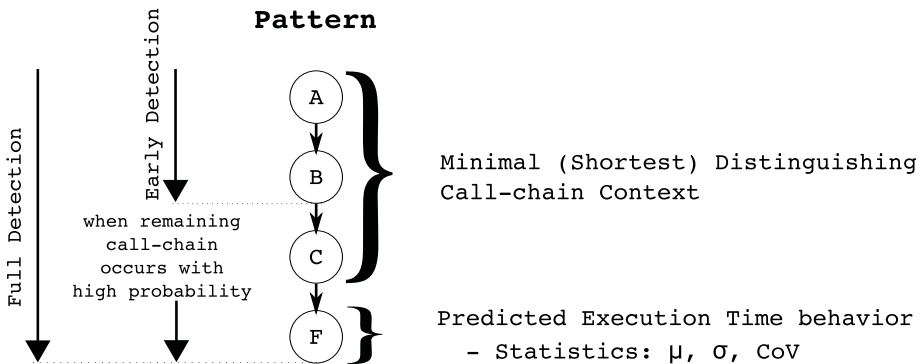 Pattern
Full Detection
Early Detection
when remaining
call-chain
occurs with
high probability
A
B
C
F
Minimal (Shortest) Distinguishing
Call-chain Context
Predicted Execution Time behavior
- Statistics: μ, σ, CoV